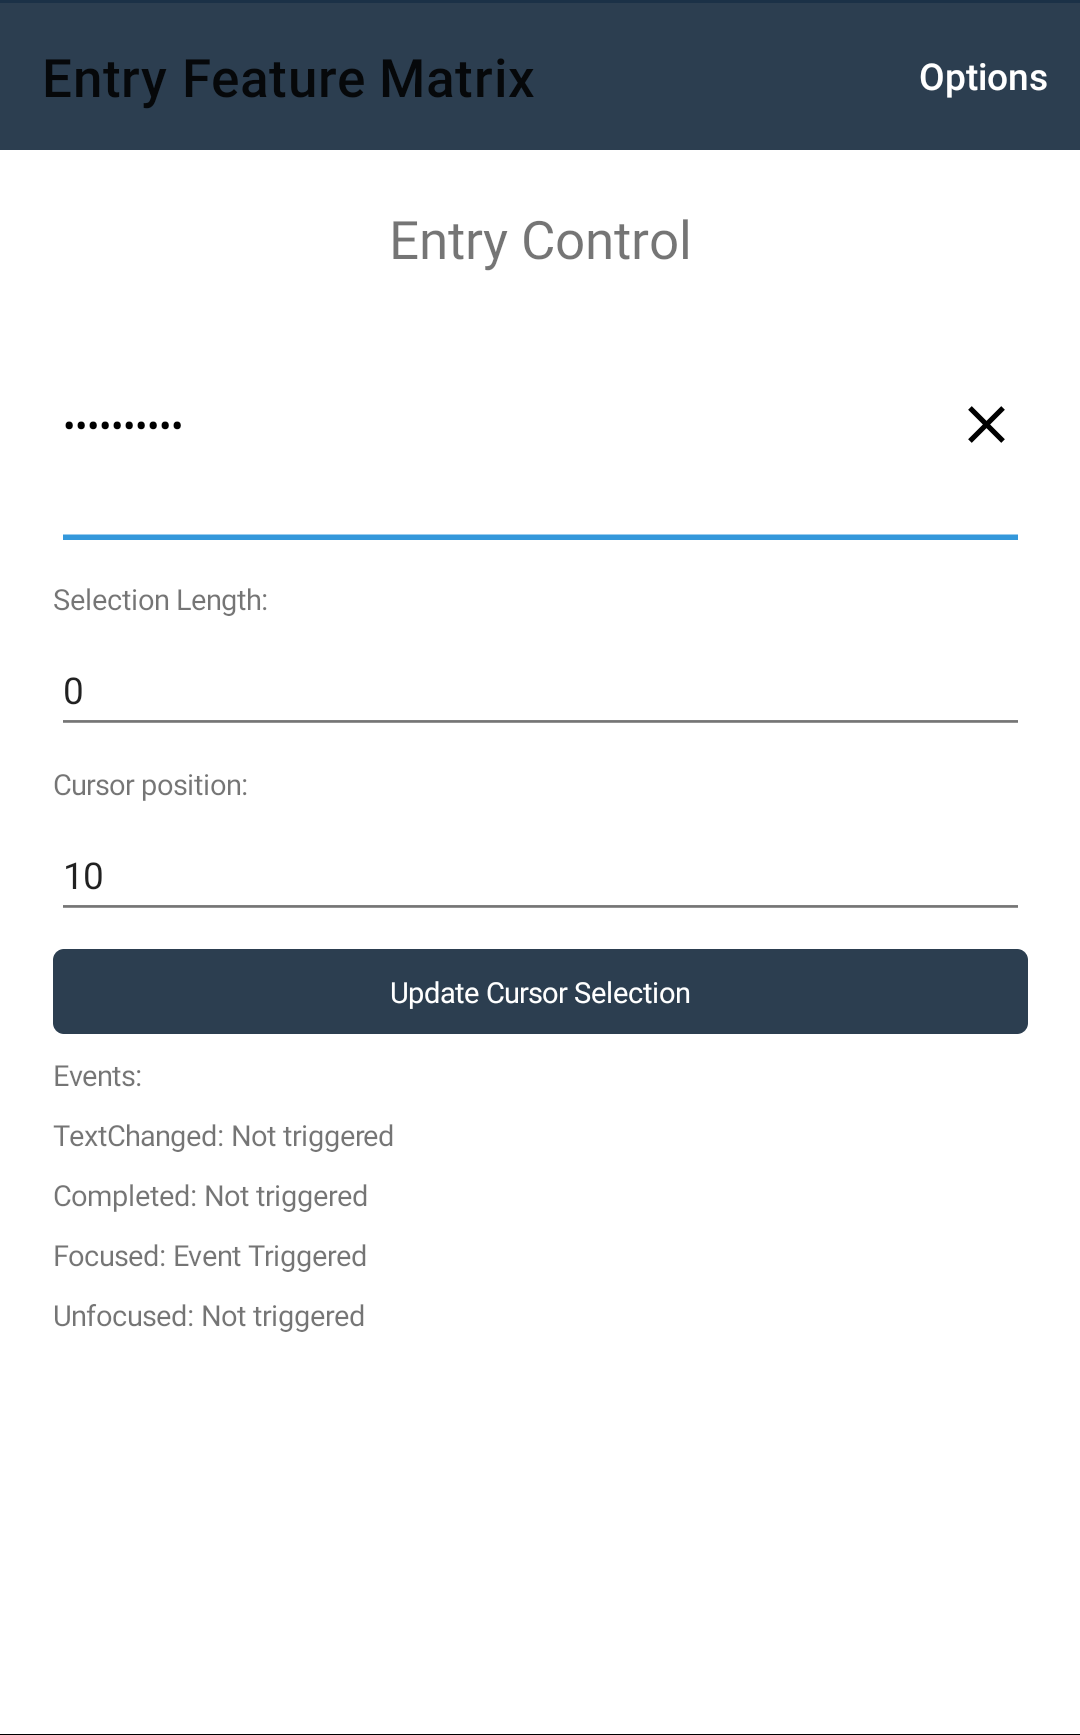 Entry Feature Matrix
Options
Entry Control
••••••••••
Selection Length:
0
Cursor position:
10
Update Cursor Selection
Events:
TextChanged: Not triggered
Completed: Not triggered
Focused: Event Triggered
Unfocused: Not triggered